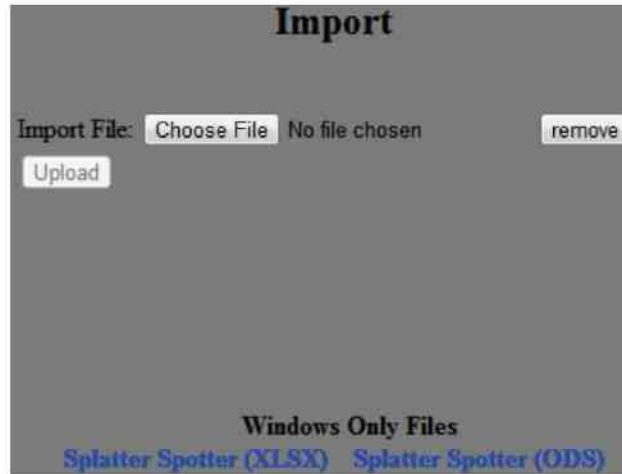 Import
Import File: Choose File No file chosen remove
Upload
Windows Only Files
Splatter Spotter (XLSX) Splatter Spotter (ODS)